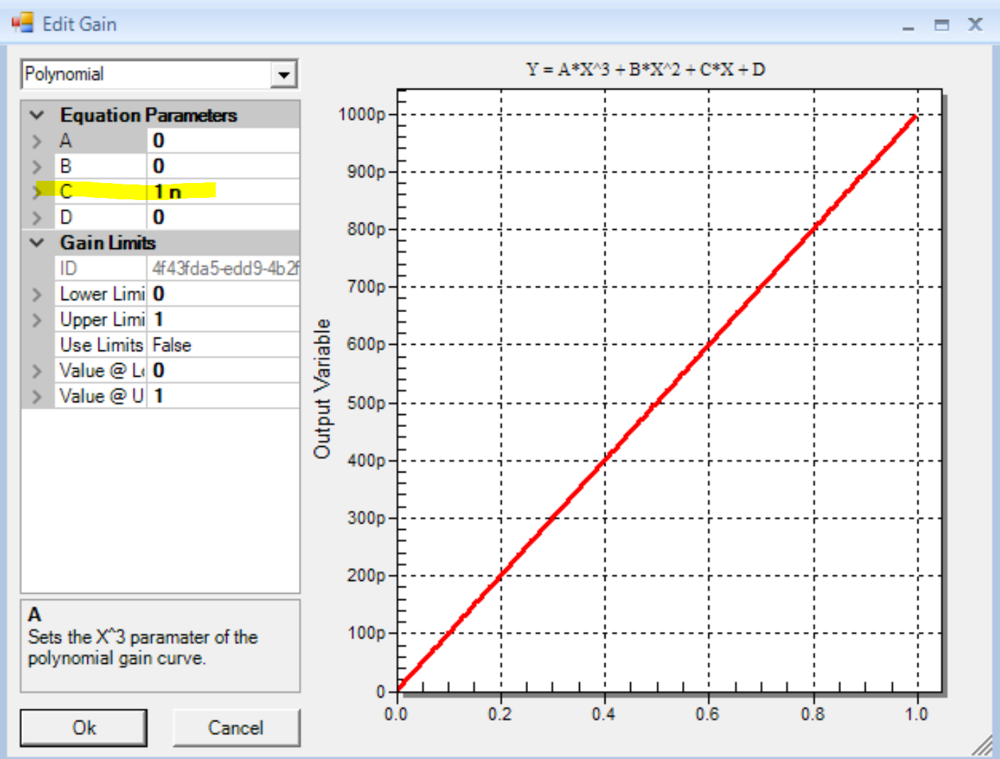 Edit Gain
Polynomial
Equation Parameters
A 0
B 0
C 1 n
D 0
Gain Limits
ID 4f43fda5-edd9-4b2f
Lower Limi 0
Upper Limi 1
Use Limits False
Value @ Lo 0
Value @ U 1
A
Sets the X^3 paramater of the
polynomial gain curve.
Ok Cancel
Y = A*X^3 + B*X^2 + C*X + D
Output Variable
1000p
900p
800p
700p
600p
500p
400p
300p
200p
100p
0
0.0 0.2 0.4 0.6 0.8 1.0